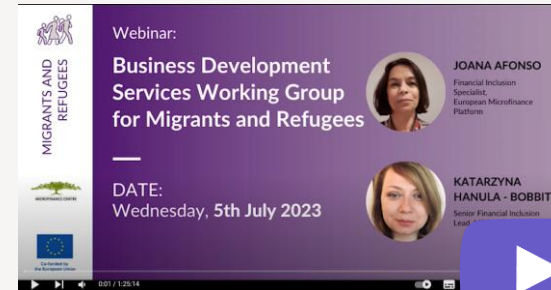 MIGRANTS AND
REFUGEES
MICROFINANCE CENTRE
Co-funded by
the European Union
Webinar:
Business Development
Services Working Group
for Migrants and Refugees
DATE:
Wednesday, 5th July 2023
JOANA AFONSO
Financial Inclusion
Specialist,
European Microfinance
Platform
KATARZYNA
HANULA - BOBBIT
Senior Financial Inclusion
Lead
0:01 / 1:25:14